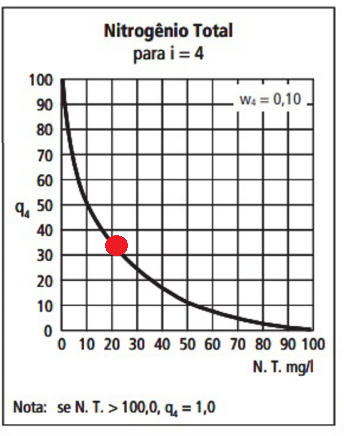 Nitrogênio Total
para i = 4
w₄ = 0,10
100
90
80
70
60
50
40
30
20
10
0
q₄
0 10 20 30 40 50 60 70 80 90 100
N. T. mg/l
Nota: se N. T. > 100,0, q₄ = 1,0